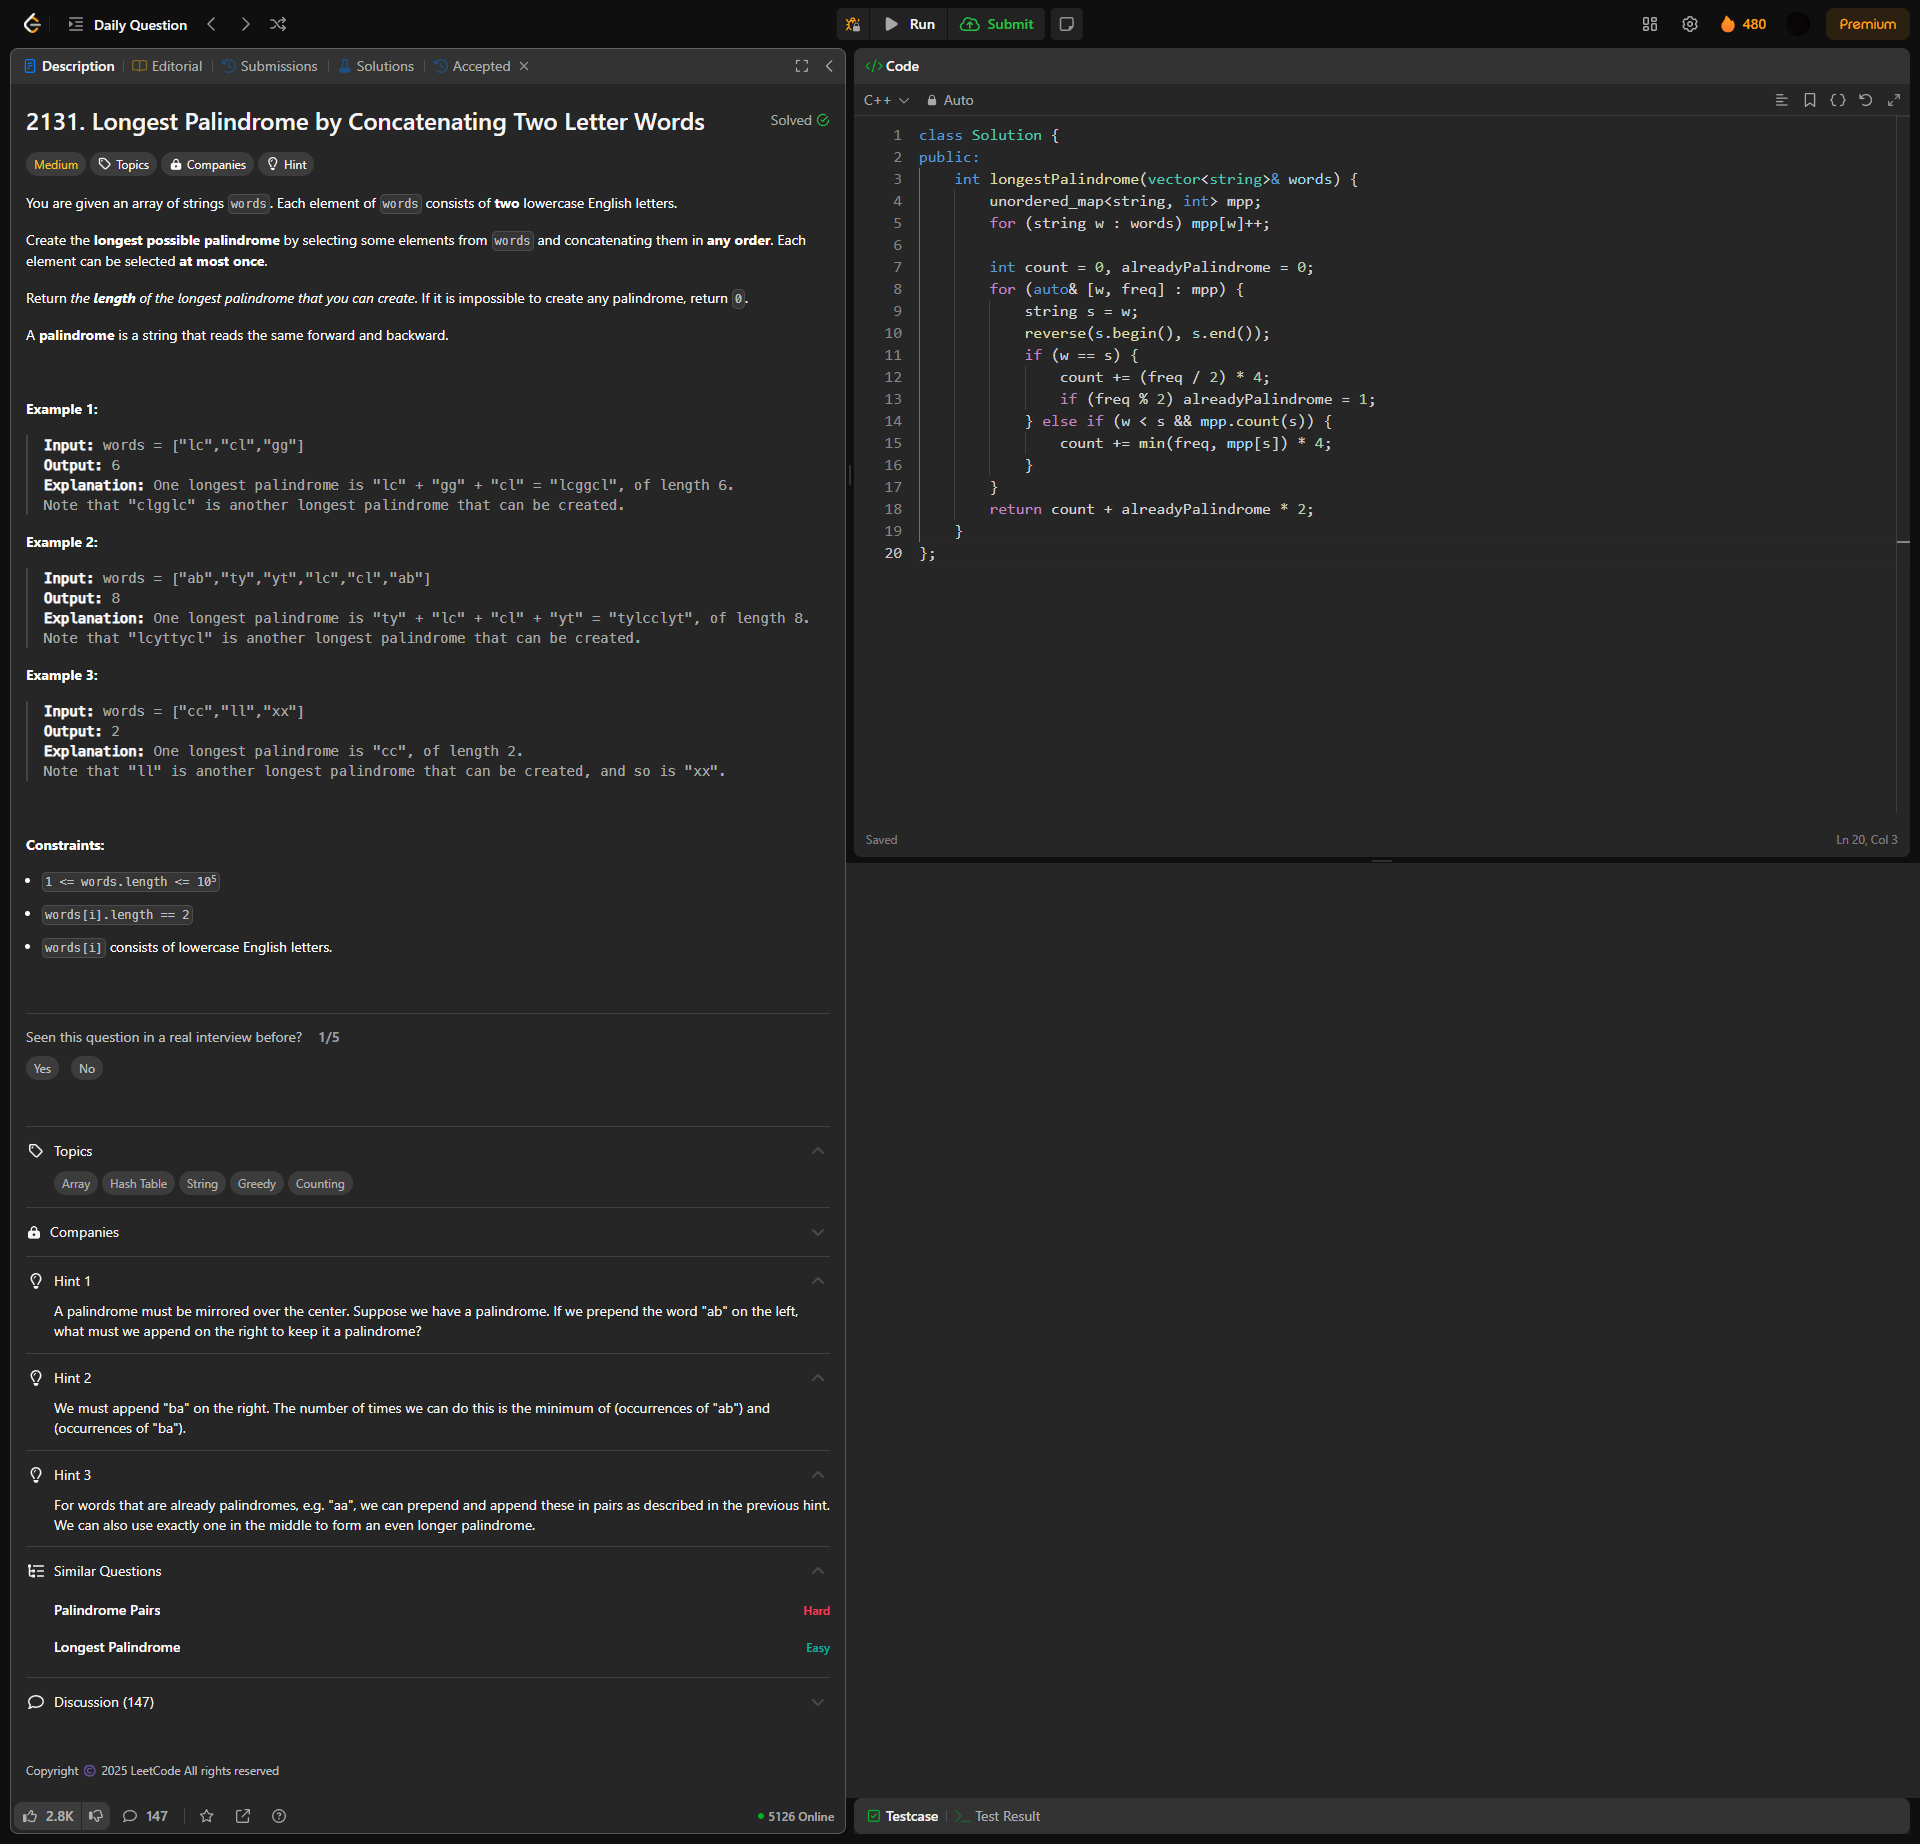 Daily Question
Run
Submit
480
Premium
Description
Editorial
Submissions
Solutions
Accepted
2131. Longest Palindrome by Concatenating Two Letter Words
Solved
Medium
Topics
Companies
Hint
You are given an array of strings words. Each element of words consists of two lowercase English letters.
Create the longest possible palindrome by selecting some elements from words and concatenating them in any order. Each
element can be selected at most once.
Return the length of the longest palindrome that you can create. If it is impossible to create any palindrome, return 0.
A palindrome is a string that reads the same forward and backward.
Example 1:
Input: words = ["lc","cl","gg"]
Output: 6
Explanation: One longest palindrome is "lc" + "gg" + "cl" = "lcggcl", of length 6.
Note that "clgglc" is another longest palindrome that can be created.
Example 2:
Input: words = ["ab","ty","yt","lc","cl","ab"]
Output: 8
Explanation: One longest palindrome is "ty" + "lc" + "cl" + "yt" = "tylcclyt", of length 8.
Note that "lcyttycl" is another longest palindrome that can be created.
Example 3:
Input: words = ["cc","ll","xx"]
Output: 2
Explanation: One longest palindrome is "cc", of length 2.
Note that "ll" is another longest palindrome that can be created, and so is "xx".
Constraints:
• 1 <= words.length <= 10⁵
• words[i].length == 2
• words[i] consists of lowercase English letters.
Seen this question in a real interview before? 1/5
Yes
No
Topics
Array
Hash Table
String
Greedy
Counting
Companies
Hint 1
A palindrome must be mirrored over the center. Suppose we have a palindrome. If we prepend the word "ab" on the left,
what must we append on the right to keep it a palindrome?
Hint 2
We must append "ba" on the right. The number of times we can do this is the minimum of (occurrences of "ab") and
(occurrences of "ba").
Hint 3
For words that are already palindromes, e.g. "aa", we can prepend and append these in pairs as described in the previous hint.
We can also use exactly one in the middle to form an even longer palindrome.
Similar Questions
Palindrome Pairs
Hard
Longest Palindrome
Easy
Discussion (147)
Copyright © 2025 LeetCode All rights reserved
2.8K
147
5126 Online
</> Code
C++
Auto
1 class Solution {
2 public:
3     int longestPalindrome(vector<string>& words) {
4         unordered_map<string, int> mpp;
5         for (string w : words) mpp[w]++;
6
7         int count = 0, alreadyPalindrome = 0;
8         for (auto& [w, freq] : mpp) {
9             string s = w;
10             reverse(s.begin(), s.end());
11             if (w == s) {
12                 count += (freq / 2) * 4;
13                 if (freq % 2) alreadyPalindrome = 1;
14             } else if (w < s && mpp.count(s)) {
15                 count += min(freq, mpp[s]) * 4;
16             }
17         }
18         return count + alreadyPalindrome * 2;
19     }
20 };
Saved
Ln 20, Col 3
Testcase
Test Result